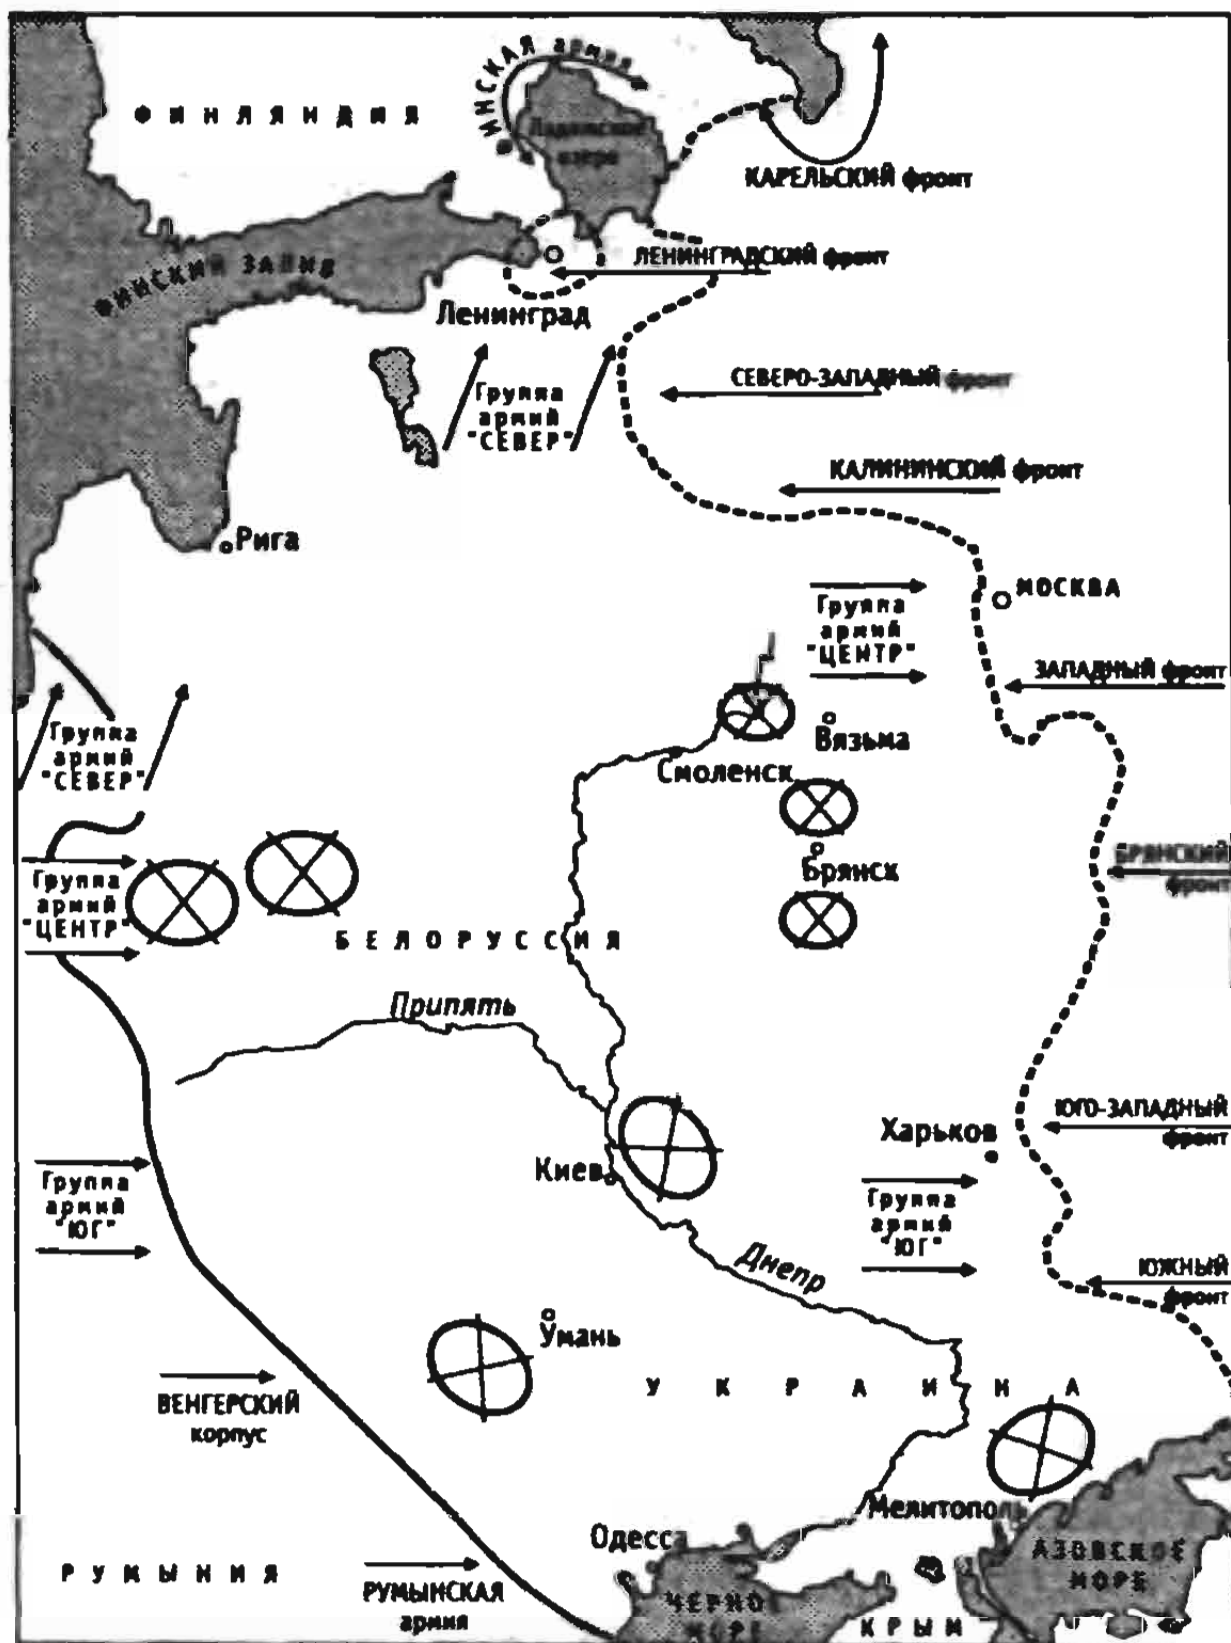 ФИНСКАЯ армия
ФИНЛЯНДИЯ
Ладожское
озеро
КАРЕЛЬСКИЙ фронт
ЛЕНИНГРАДСКИЙ фронт
ФИНСКИЙ ЗАЛИВ
Ленинград
СЕВЕРО-ЗАПАДНЫЙ фронт
Группа
армий
"СЕВЕР"
КАЛИНИНСКИЙ фронт
Рига
МОСКВА
Группа
армий
"ЦЕНТР"
ЗАПАДНЫЙ фронт
Вязьма
Группа
армий
"СЕВЕР"
Смоленск
БРЯНСКИЙ
фронт
Брянск
Группа
армий
"ЦЕНТР"
БЕЛОРУССИЯ
Припять
ЮГО-ЗАПАДНЫЙ
фронт
Харьков
Киев
Группа
армий
"ЮГ"
Группа
армий
"ЮГ"
Днепр
ЮЖНЫЙ
фронт
Умань
УКРАИНА
ВЕНГЕРСКИЙ
корпус
Мелитополь
Одесса
АЗОВСКОЕ
МОРЕ
РУМЫНИЯ
РУМЫНСКАЯ
армия
ЧЕРНО
МОРЕ
КРЫМ